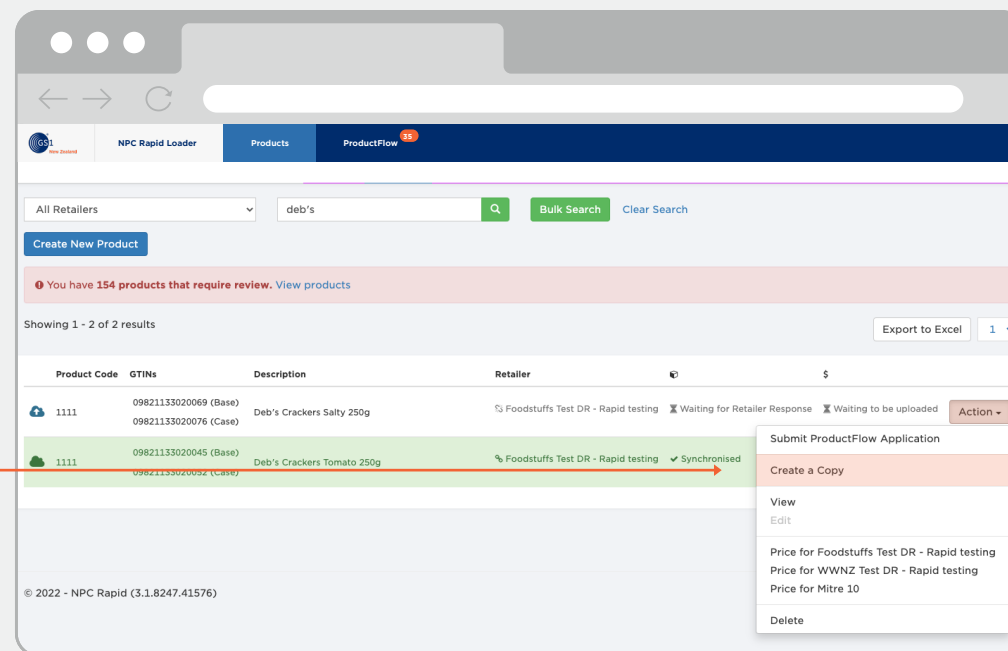 GS1
New Zealand
NPC Rapid Loader
Products
ProductFlow
35
All Retailers
deb's
Bulk Search
Clear Search
Create New Product
You have 154 products that require review. View products
Showing 1 - 2 of 2 results
Export to Excel
1
Product Code GTINs Description Retailer $
1111 09821133020069 (Base) Deb's Crackers Salty 250g Foodstuffs Test DR - Rapid testing Waiting for Retailer Response Waiting to be uploaded Action
09821133020076 (Case)
1111 09821133020045 (Base) Deb's Crackers Tomato 250g Foodstuffs Test DR - Rapid testing Synchronised
09821133020052 (Case)
Submit ProductFlow Application
Create a Copy
View
Edit
Price for Foodstuffs Test DR - Rapid testing
Price for WWNZ Test DR - Rapid testing
Price for Mitre 10
Delete
© 2022 - NPC Rapid (3.1.8247.41576)